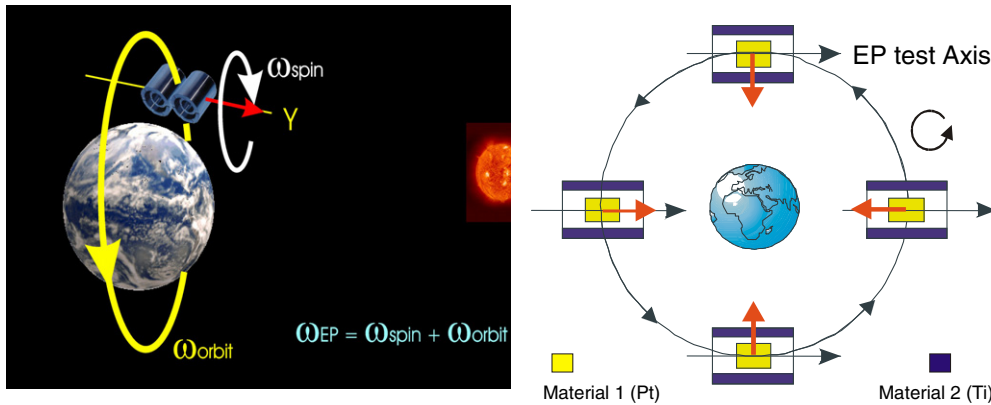 ωspin
Y
ωorbit
ωEP = ωspin + ωorbit
EP test Axis
Material 1 (Pt)
Material 2 (Ti)